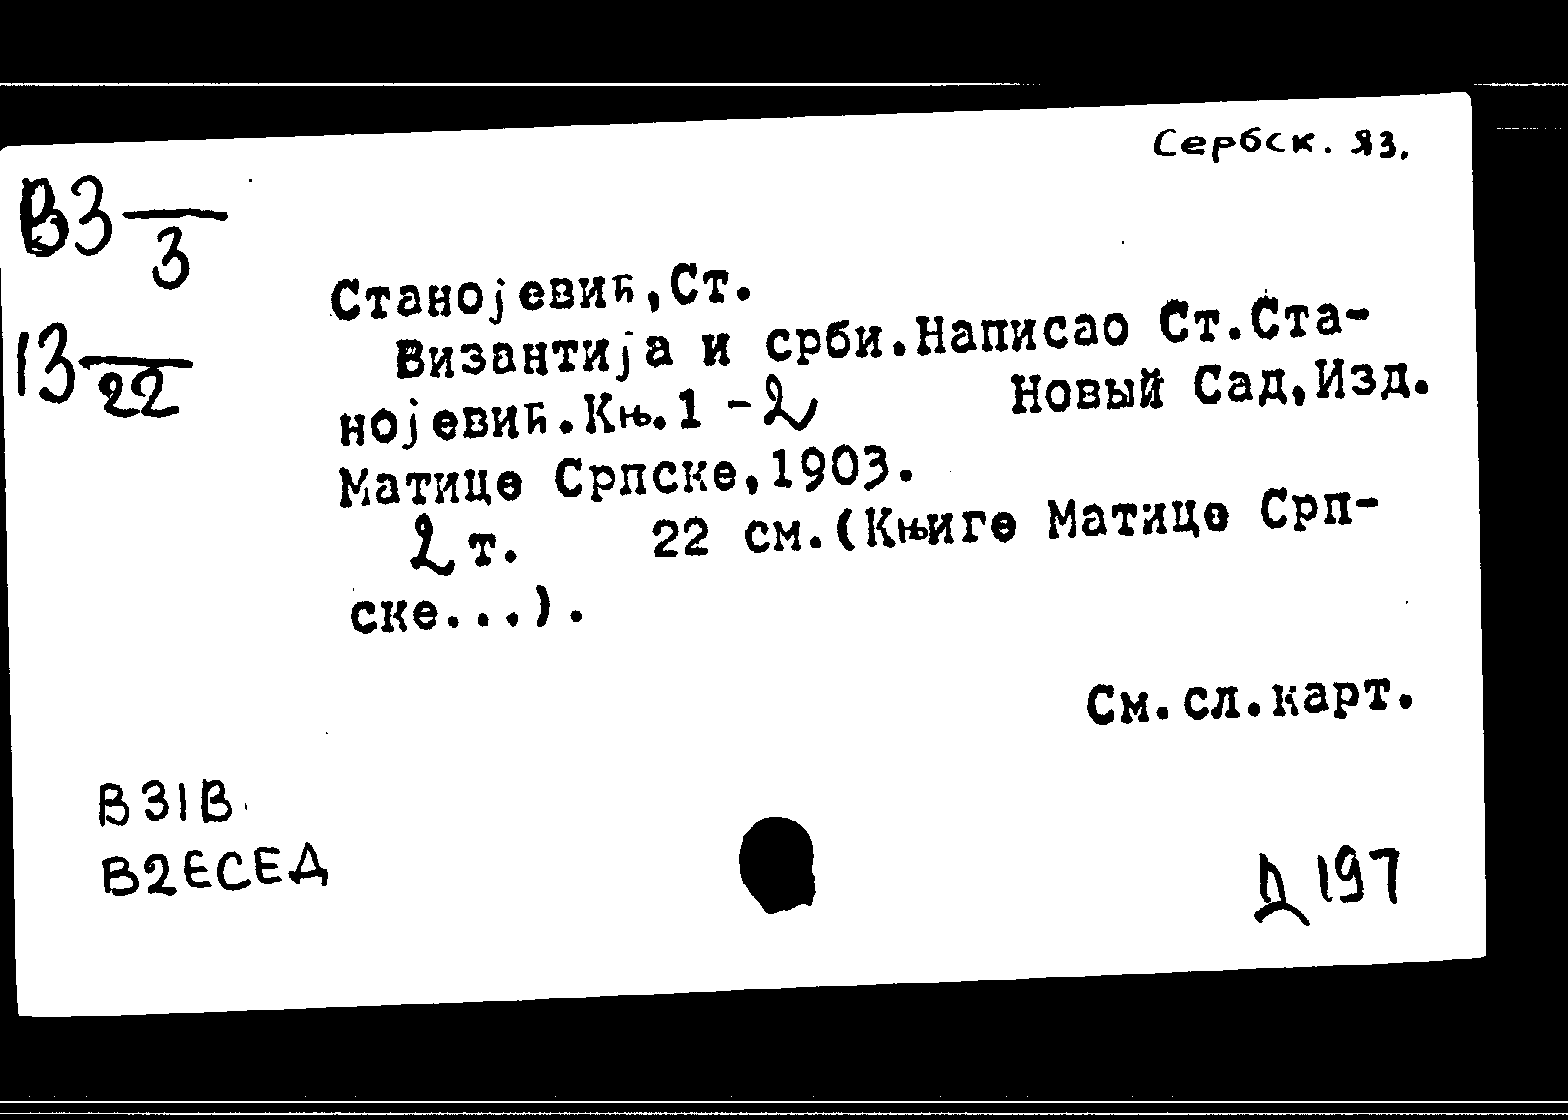 Сербск. яз.
В3 —
3
13 —
22
Станојевић,Ст.
Византија и срби.Написао Ст.Ста-
нојевић.Књ.1-2 Новый Сад,Изд.
Матице Српске,1903.
2 т. 22 см.(Књиге Матице Срп-
ске...).
См.сл.карт.
В31В
В2ЕСЕД
Д 197